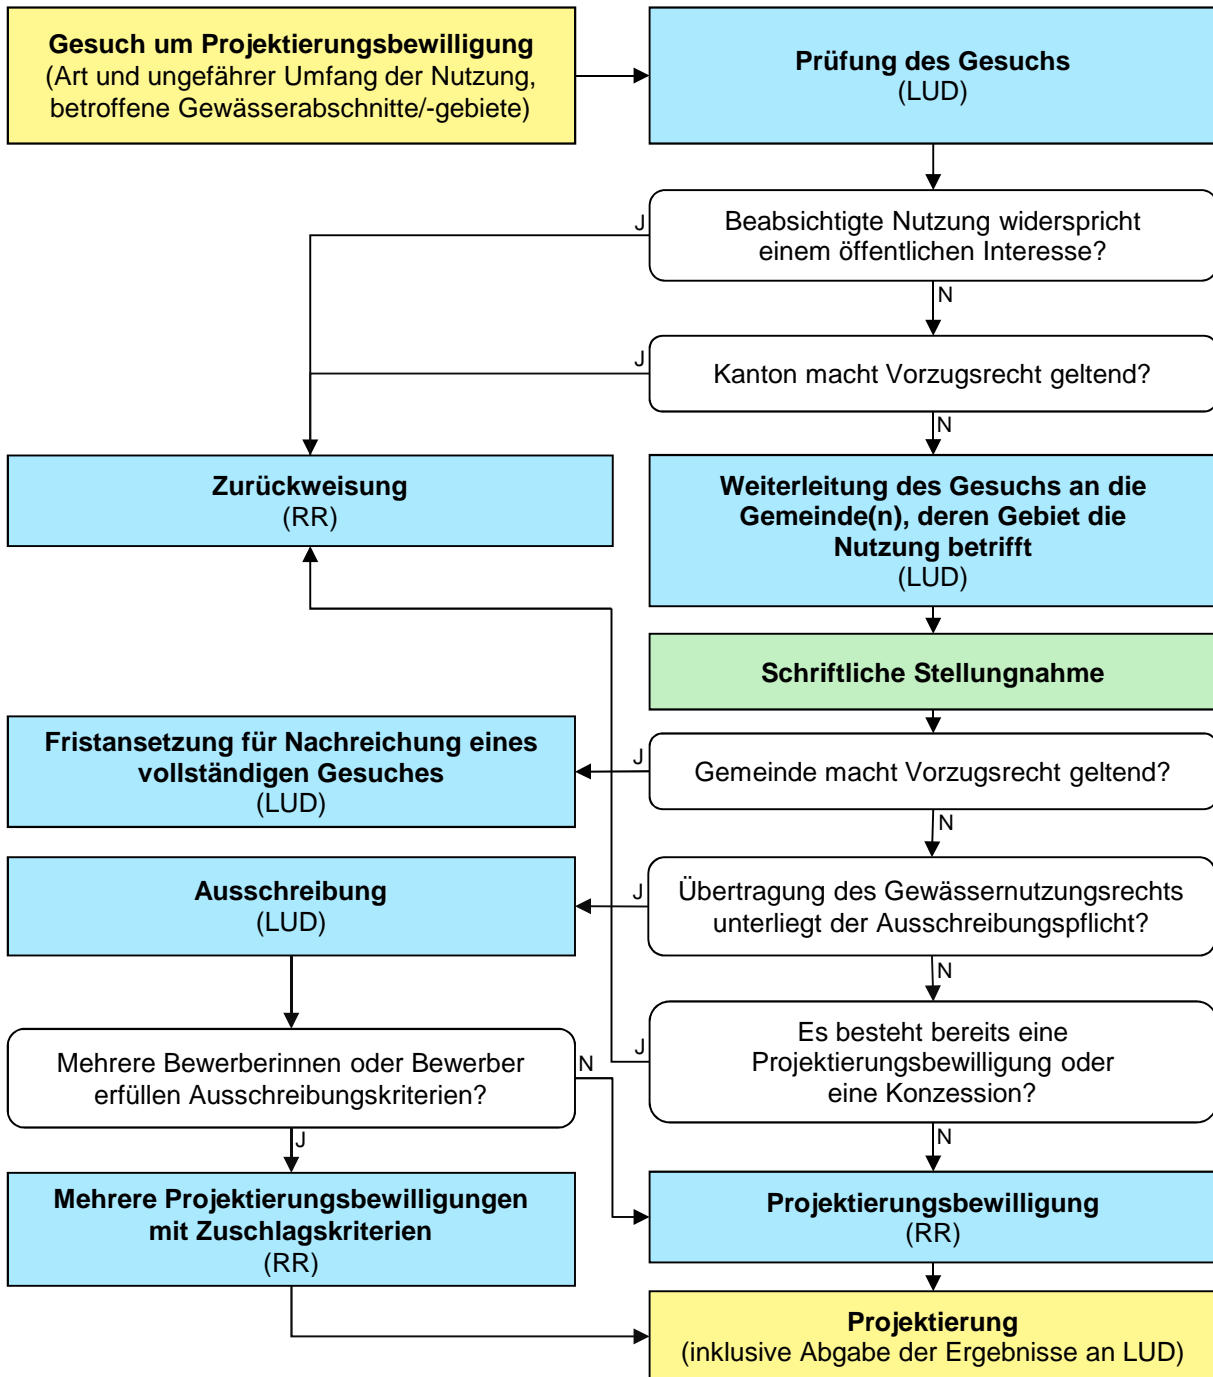 Gesuch um Projektierungsbewilligung
(Art und ungefährer Umfang der Nutzung,
betroffene Gewässerabschnitte/-gebiete)
Prüfung des Gesuchs
(LUD)
J
Beabsichtigte Nutzung widerspricht
einem öffentlichen Interesse?
N
J
Kanton macht Vorzugsrecht geltend?
N
Zurückweisung
(RR)
Weiterleitung des Gesuchs an die
Gemeinde(n), deren Gebiet die
Nutzung betrifft
(LUD)
Schriftliche Stellungnahme
Fristansetzung für Nachreichung eines
vollständigen Gesuches
(LUD)
J
Gemeinde macht Vorzugsrecht geltend?
N
Ausschreibung
(LUD)
J
Übertragung des Gewässernutzungsrechts
unterliegt der Ausschreibungspflicht?
N
Mehrere Bewerberinnen oder Bewerber
erfüllen Ausschreibungskriterien?
N
J
J
Es besteht bereits eine
Projektierungsbewilligung oder
eine Konzession?
N
Mehrere Projektierungsbewilligungen
mit Zuschlagskriterien
(RR)
Projektierungsbewilligung
(RR)
Projektierung
(inklusive Abgabe der Ergebnisse an LUD)